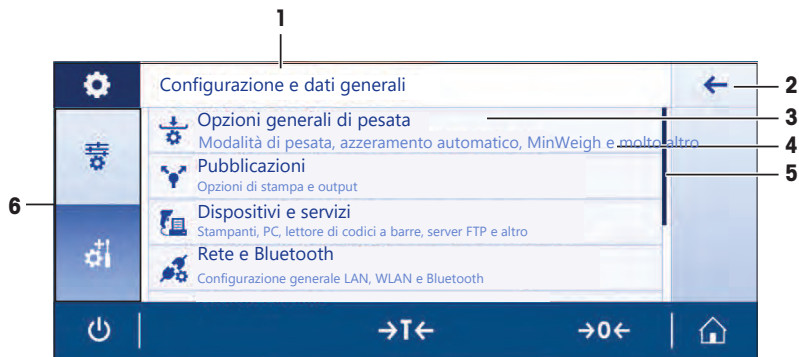 1
Configurazione e dati generali
2
Opzioni generali di pesata
3
Modalità di pesata, azzeramento automatico, MinWeigh e molto altro
4
Pubblicazioni
5
Opzioni di stampa e output
6
Dispositivi e servizi
Stampanti, PC, lettore di codici a barre, server FTP e altro
Rete e Bluetooth
Configurazione generale LAN, WLAN e Bluetooth
→T←
→0←